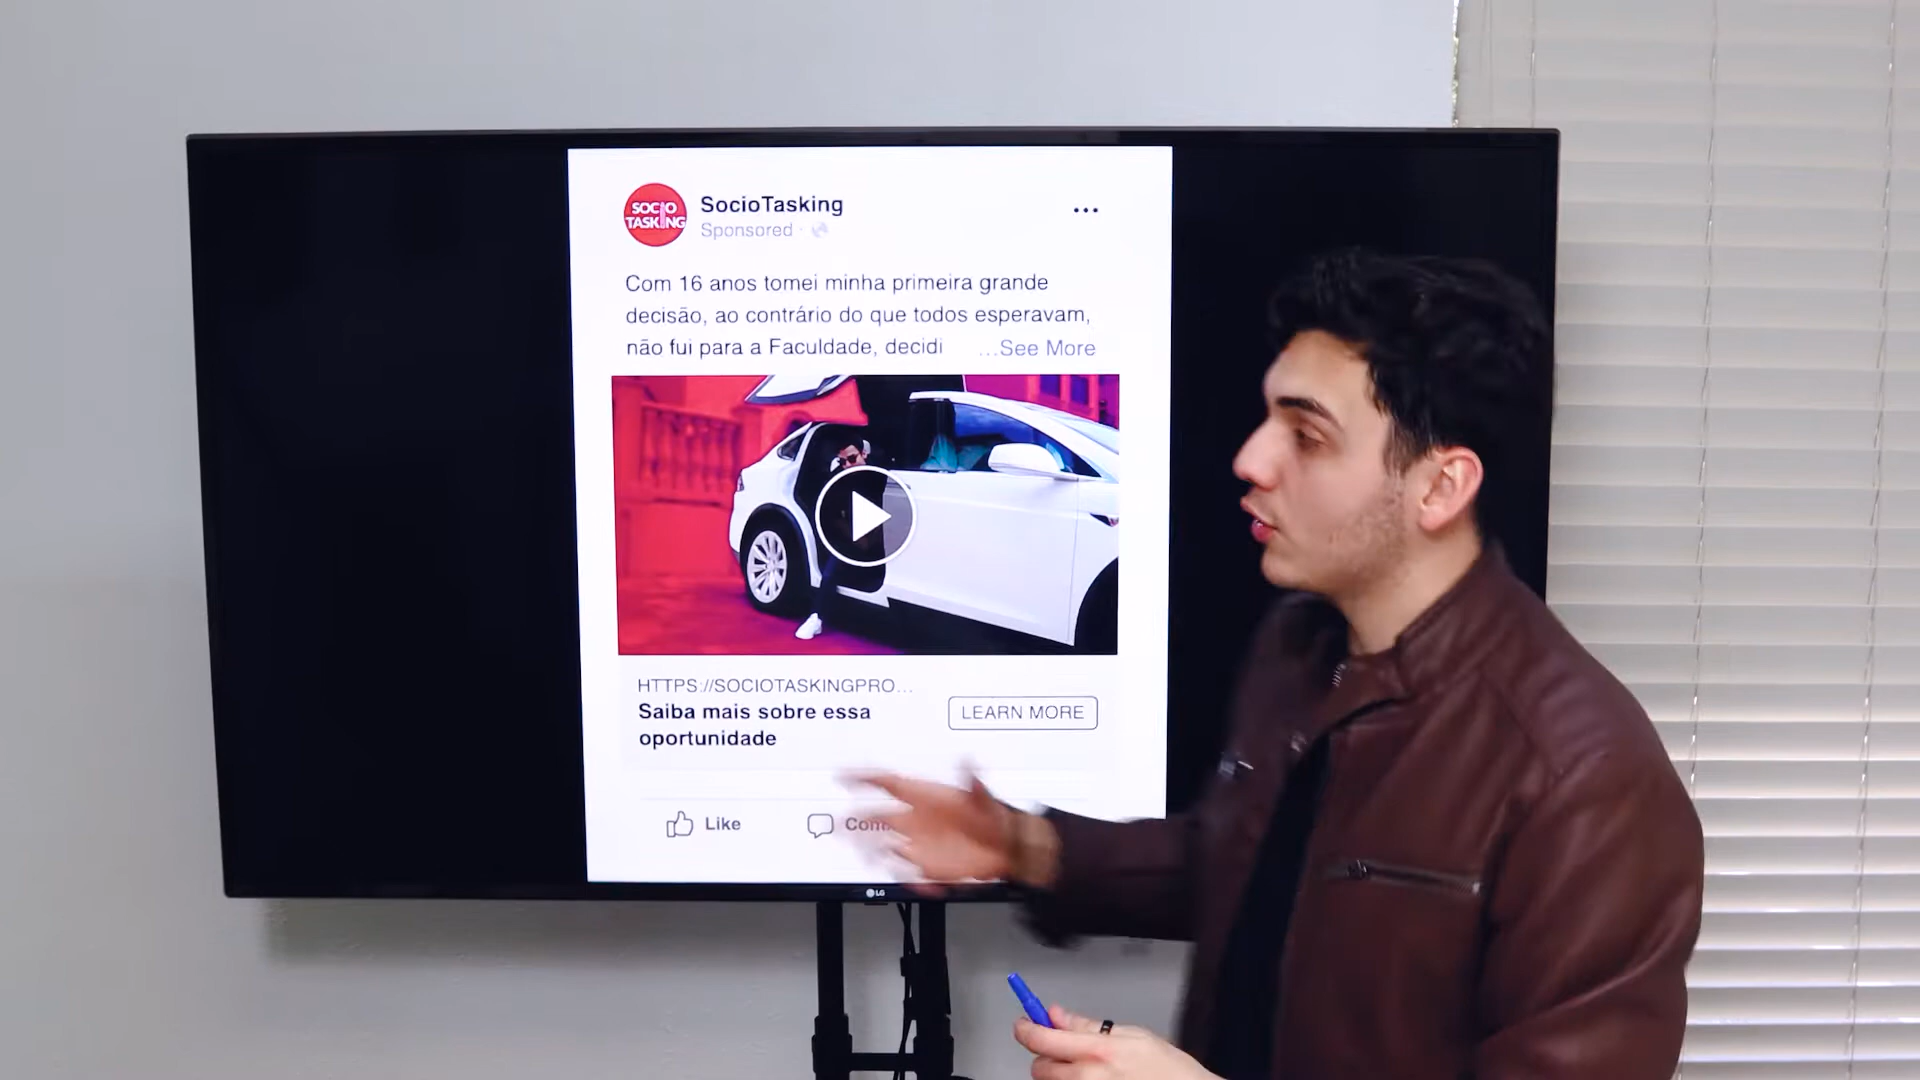 SOCIO
TASKING
SocioTasking
Sponsored ·
Com 16 anos tomei minha primeira grande
decisão, ao contrário do que todos esperavam,
não fui para a Faculdade, decidi ...See More
HTTPS://SOCIOTASKINGPRO...
Saiba mais sobre essa
oportunidade
LEARN MORE
Like
LG